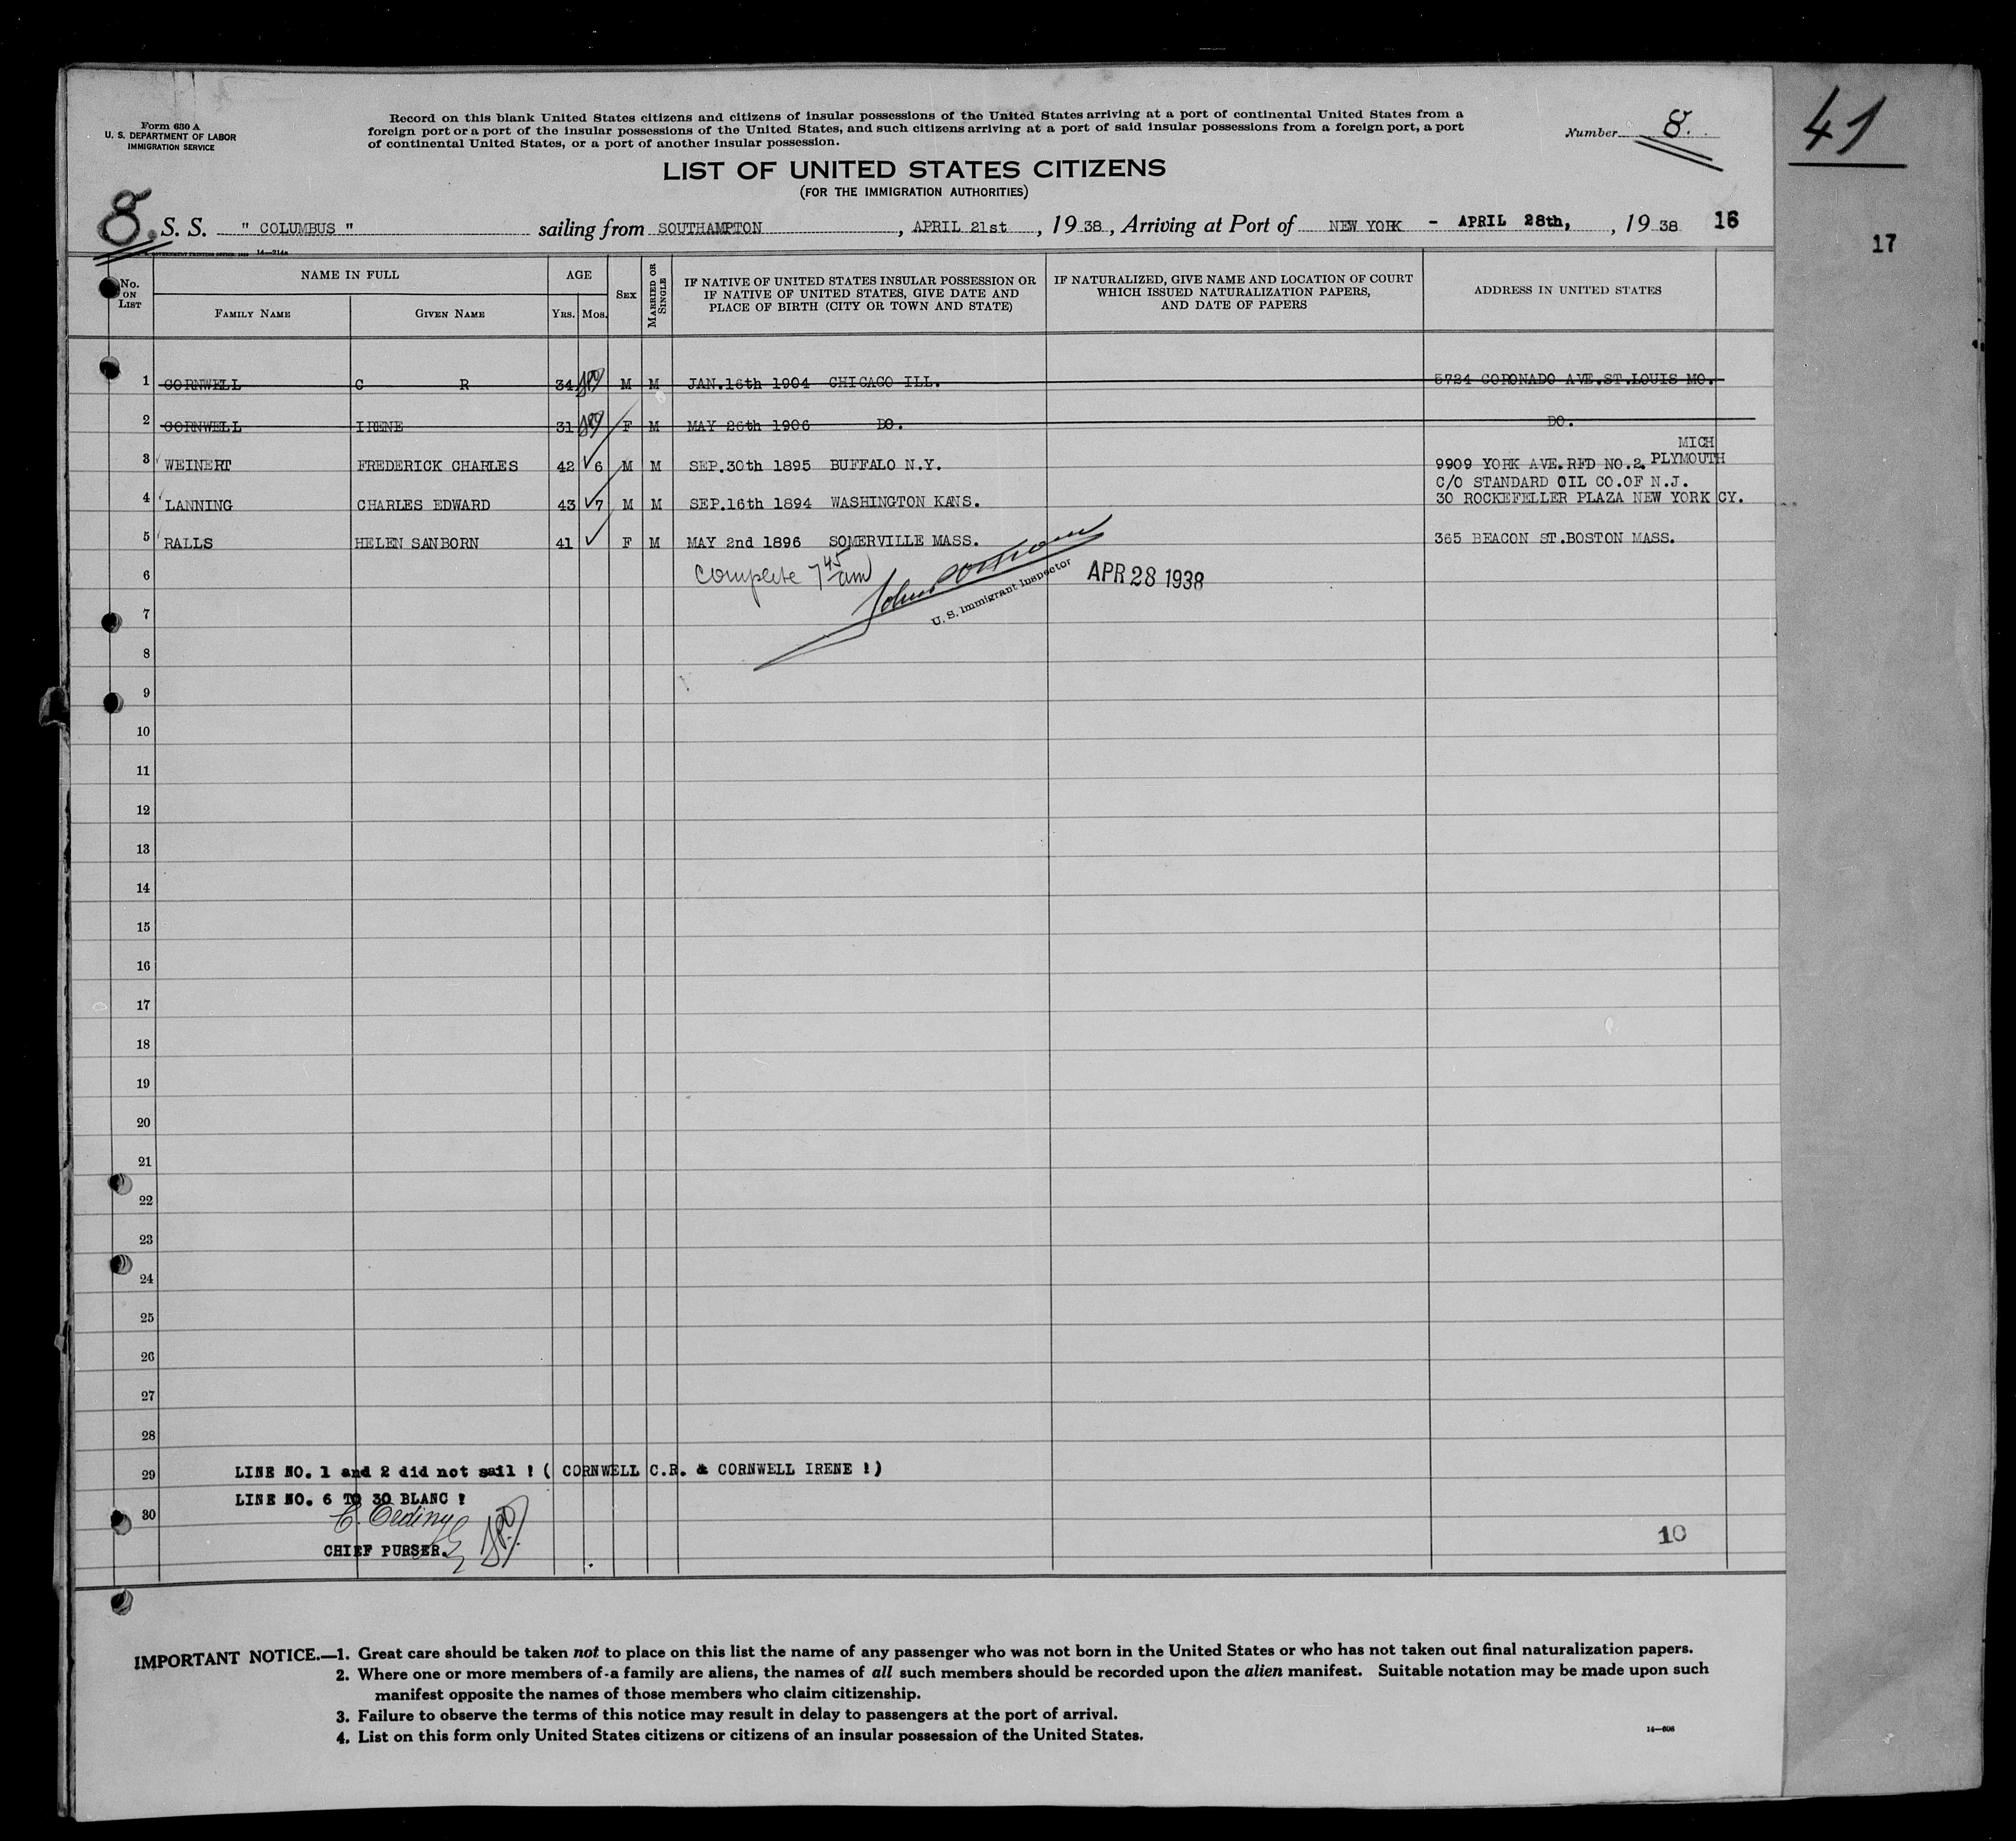 Form 630 A
U. S. DEPARTMENT OF LABOR
IMMIGRATION SERVICE
Record on this blank United States citizens and citizens of insular possessions of the United States arriving at a port of continental United States from a
foreign port or a port of the insular possessions of the United States, and such citizens arriving at a port of said insular possessions from a foreign port, a port
of continental United States, or a port of another insular possession.
Number 8.
41
LIST OF UNITED STATES CITIZENS
(FOR THE IMMIGRATION AUTHORITIES)
8. S. S. " COLUMBUS " sailing from SOUTHAMPTON , APRIL 21st , 19 38 , Arriving at Port of NEW YORK - APRIL 28th, , 19 38 16
17
No. ON LIST
NAME IN FULL
FAMILY NAME
GIVEN NAME
AGE
YRS. MOS.
SEX
MARRIED OR SINGLE
IF NATIVE OF UNITED STATES INSULAR POSSESSION OR
IF NATIVE OF UNITED STATES, GIVE DATE AND
PLACE OF BIRTH (CITY OR TOWN AND STATE)
IF NATURALIZED, GIVE NAME AND LOCATION OF COURT
WHICH ISSUED NATURALIZATION PAPERS,
AND DATE OF PAPERS
ADDRESS IN UNITED STATES
1 CORNWELL C R 34 M M JAN.16th 1904 CHICAGO ILL. 5724 CORONADO AVE.ST.LOUIS MO.
2 CORNWELL IRENE 31 F M MAY 26th 1906 DO. DO.
MICH
3 WEINERT FREDERICK CHARLES 42 6 M M SEP.30th 1895 BUFFALO N.Y. 9909 YORK AVE.RFD NO.2. PLYMOUTH
C/O STANDARD OIL CO.OF N.J.
4 LANNING CHARLES EDWARD 43 7 M M SEP.16th 1894 WASHINGTON KANS. 30 ROCKEFELLER PLAZA NEW YORK CY.
5 RALLS HELEN SANBORN 41 F M MAY 2nd 1896 SOMERVILLE MASS. 365 BEACON ST.BOSTON MASS.
6 complete 7 45 am APR 28 1938
U. S. Immigrant Inspector
7
8
9
10
11
12
13
14
15
16
17
18
19
20
21
22
23
24
25
26
27
28
29 LINE NO. 1 and 2 did not sail ! ( CORNWELL C.R. & CORNWELL IRENE !)
LINE NO. 6 TO 30 BLANC !
30
10
CHIEF PURSER.
IMPORTANT NOTICE.—1. Great care should be taken not to place on this list the name of any passenger who was not born in the United States or who has not taken out final naturalization papers.
2. Where one or more members of a family are aliens, the names of all such members should be recorded upon the alien manifest. Suitable notation may be made upon such
manifest opposite the names of those members who claim citizenship.
3. Failure to observe the terms of this notice may result in delay to passengers at the port of arrival.
4. List on this form only United States citizens or citizens of an insular possession of the United States.